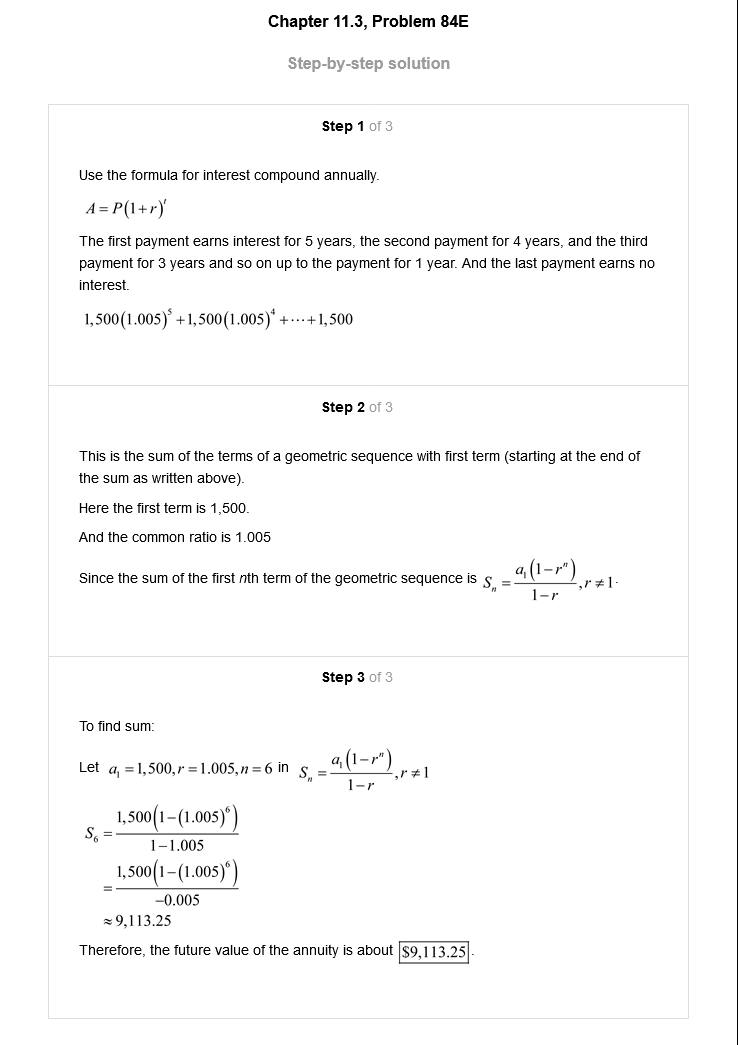 Chapter 11.3, Problem 84E
Step-by-step solution
Step 1 of 3
Use the formula for interest compound annually.
A = P(1+r)^t
The first payment earns interest for 5 years, the second payment for 4 years, and the third
payment for 3 years and so on up to the payment for 1 year. And the last payment earns no
interest.
1,500(1.005)^5 + 1,500(1.005)^4 + ⋯ + 1,500
Step 2 of 3
This is the sum of the terms of a geometric sequence with first term (starting at the end of
the sum as written above).
Here the first term is 1,500.
And the common ratio is 1.005
Since the sum of the first nth term of the geometric sequence is S_n = a_1(1−r^n)/(1−r), r ≠ 1.
Step 3 of 3
To find sum:
Let a_1 = 1,500, r = 1.005, n = 6 in S_n = a_1(1−r^n)/(1−r), r ≠ 1
S_6 = 1,500(1−(1.005)^6)/(1−1.005)
= 1,500(1−(1.005)^6)/(−0.005)
≈ 9,113.25
Therefore, the future value of the annuity is about $9,113.25.